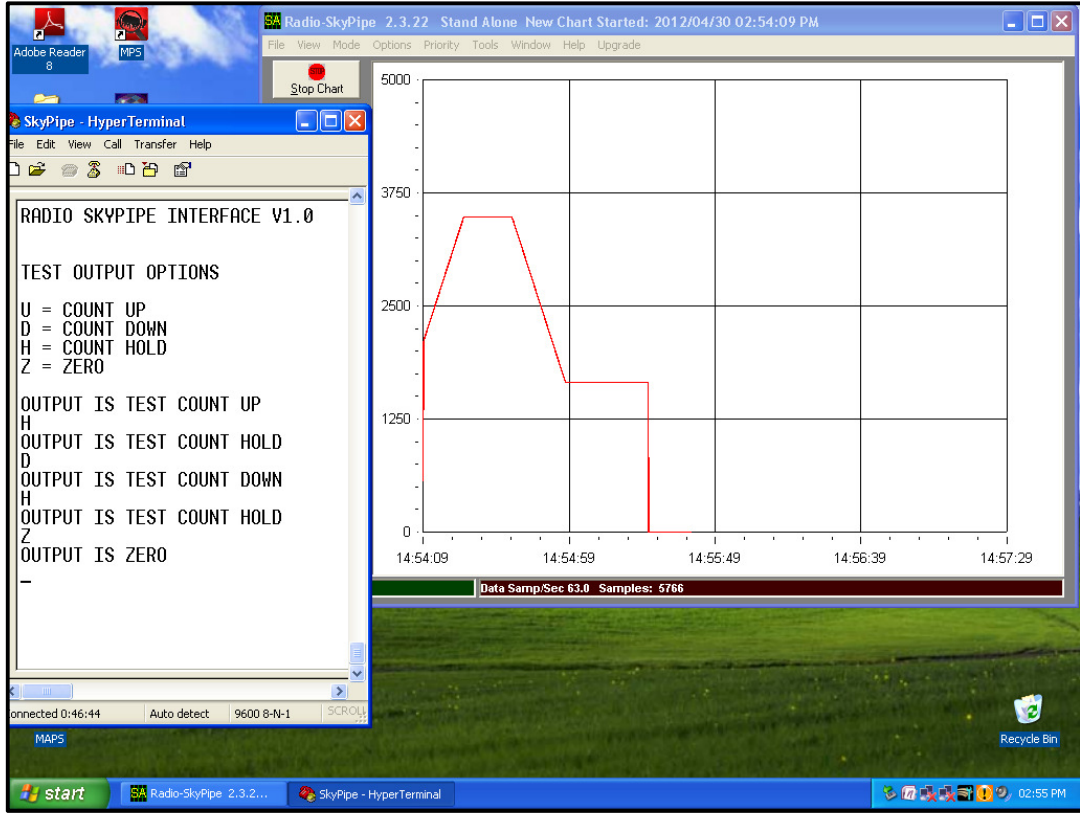 Adobe Reader
8
MPS
Radio-SkyPipe 2.3.22 Stand Alone New Chart Started: 2012/04/30 02:54:09 PM
File View Mode Options Priority Tools Window Help Upgrade
STOP
Stop Chart
SkyPipe - HyperTerminal
File Edit View Call Transfer Help
RADIO SKYPIPE INTERFACE V1.0
TEST OUTPUT OPTIONS
U = COUNT UP
D = COUNT DOWN
H = COUNT HOLD
Z = ZERO
OUTPUT IS TEST COUNT UP
H
OUTPUT IS TEST COUNT HOLD
D
OUTPUT IS TEST COUNT DOWN
H
OUTPUT IS TEST COUNT HOLD
Z
OUTPUT IS ZERO
_
onnected 0:46:44 Auto detect 9600 8-N-1 SCROLL
5000
3750
2500
1250
0
14:54:09 14:54:59 14:55:49 14:56:39 14:57:29
Data Samp/Sec 63.0 Samples: 5766
MAPS
Recycle Bin
start Radio-SkyPipe 2.3.2... SkyPipe - HyperTerminal 02:55 PM